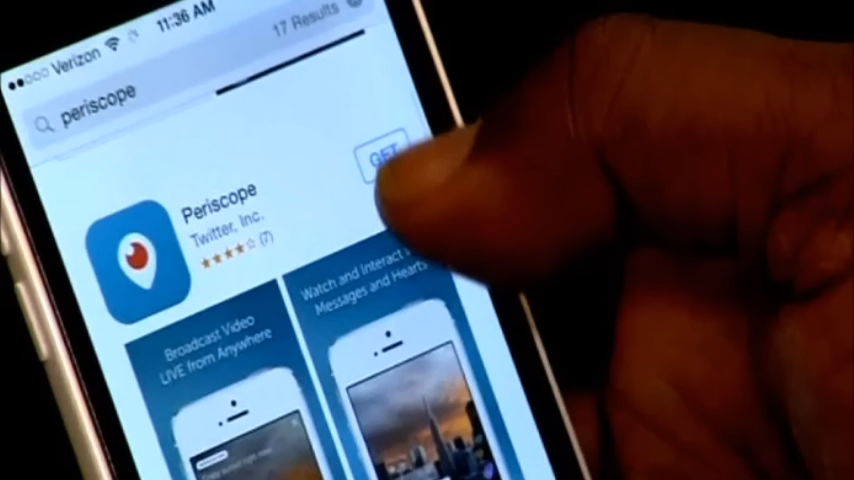 Verizon 11:36 AM
17 Results
periscope
GET
Periscope
Twitter, Inc.
(7)
Broadcast Video
LIVE from Anywhere
Watch and Interact
Messages and Hearts